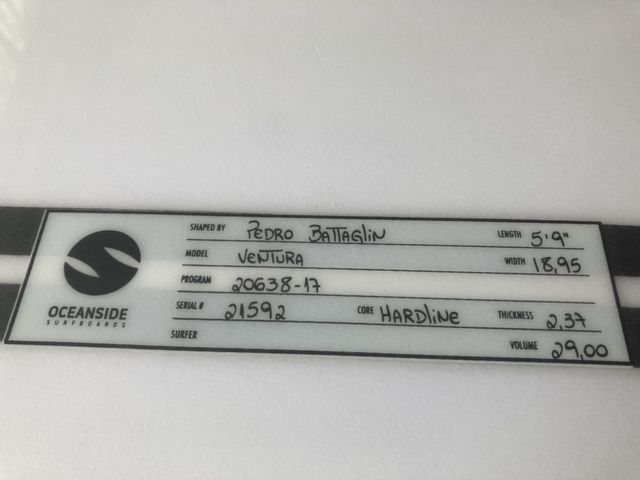 SHAPED BY PEDRO BATTAGLIN LENGTH 5'9"
MODEL VENTURA WIDTH 18,95
PROGRAM 20638-17
SERIAL # 21592 CORE HARDLINE THICKNESS 2,37
SURFER VOLUME 29,00
OCEANSIDE
SURFBOARDS